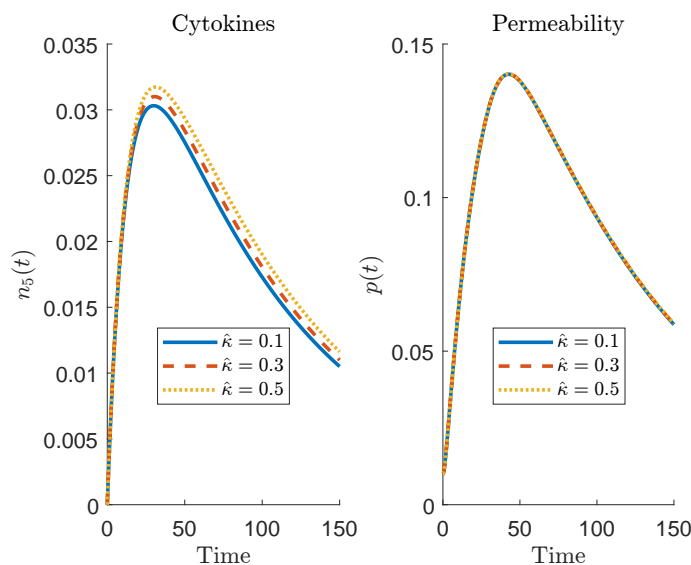 Cytokines
0.035
0.03
0.025
0.02
0.015
0.01
0.005
0
n₅(t)
κ̂ = 0.1
κ̂ = 0.3
κ̂ = 0.5
0 50 100 150
Time
Permeability
0.15
0.1
0.05
0
p(t)
κ̂ = 0.1
κ̂ = 0.3
κ̂ = 0.5
0 50 100 150
Time